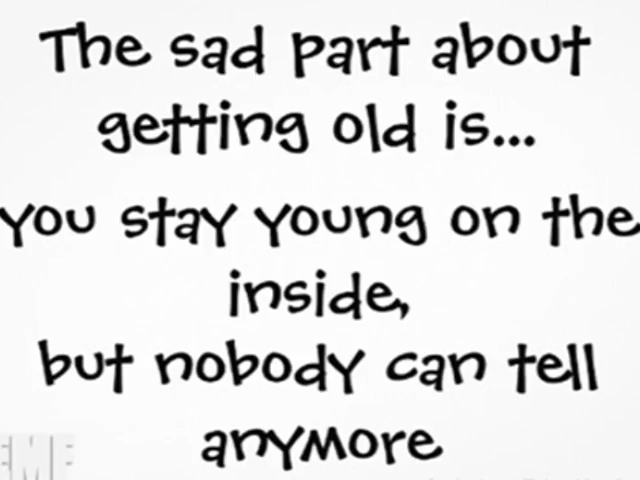 The sad part about
getting old is...
you stay young on the
inside,
but nobody can tell
anymore